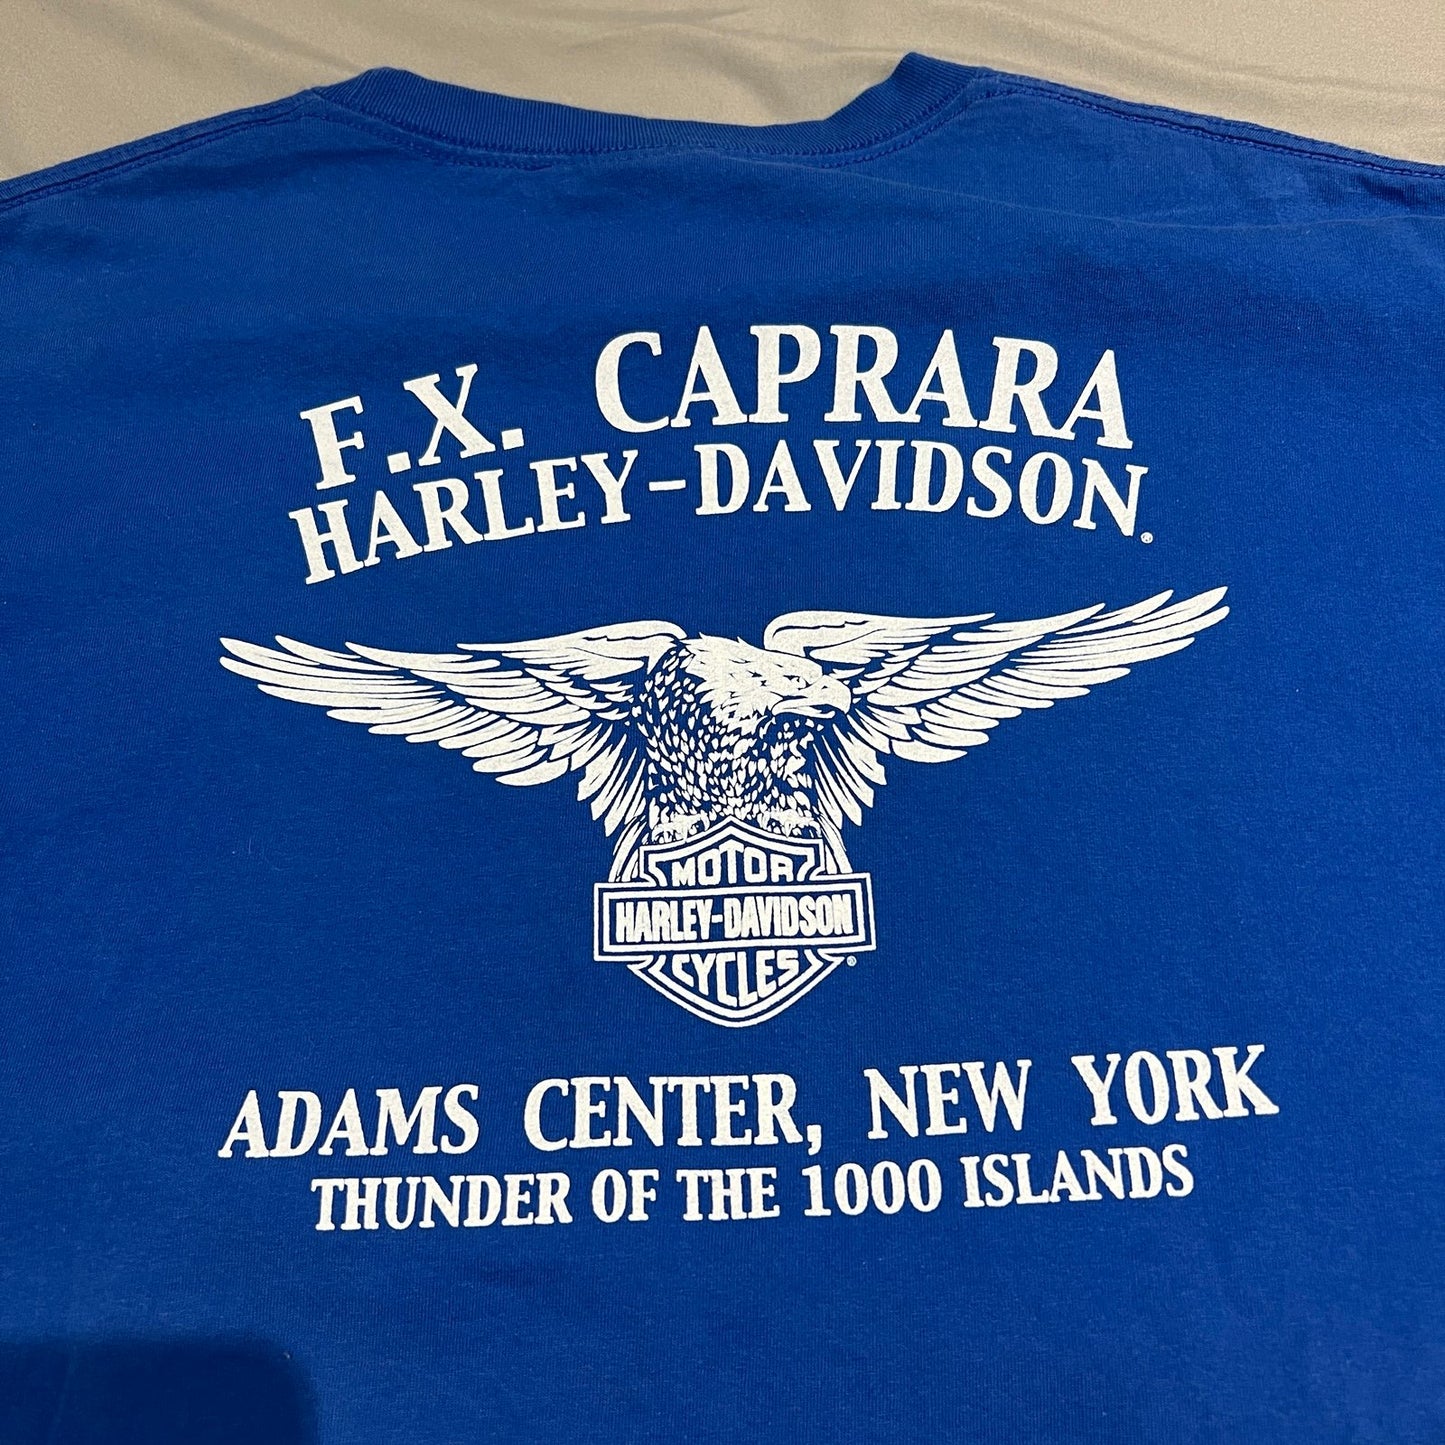 F.X. CAPRARA
HARLEY-DAVIDSON®
MOTOR
HARLEY-DAVIDSON
CYCLES®
ADAMS CENTER, NEW YORK
THUNDER OF THE 1000 ISLANDS